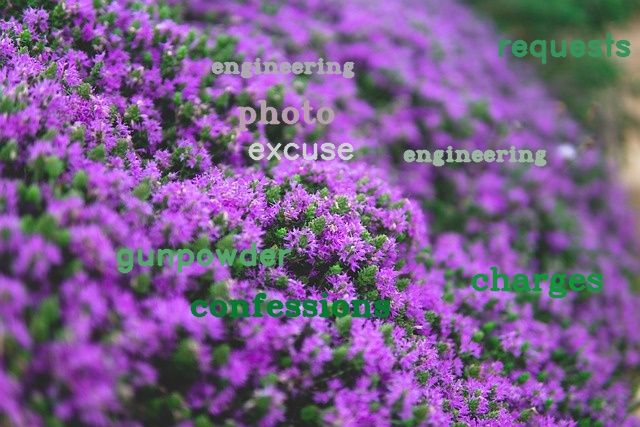 requests
engineering
photo
excuse
engineering
gunpowder
charges
confessions